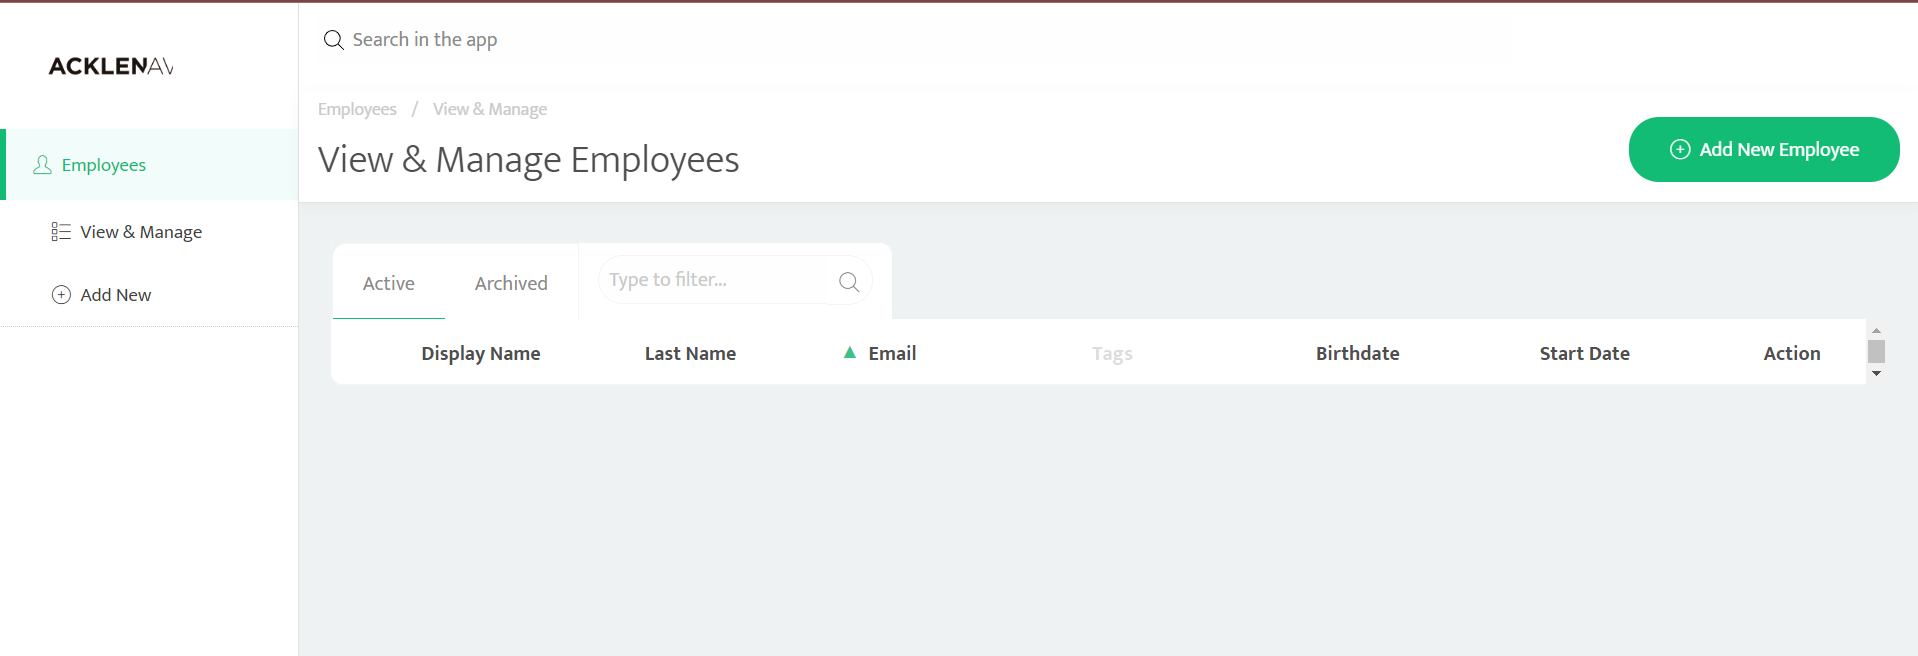 Search in the app
ACKLENAV
Employees / View & Manage
View & Manage Employees
Add New Employee
Employees
View & Manage
Add New
Active Archived Type to filter...
Display Name Last Name Email Tags Birthdate Start Date Action